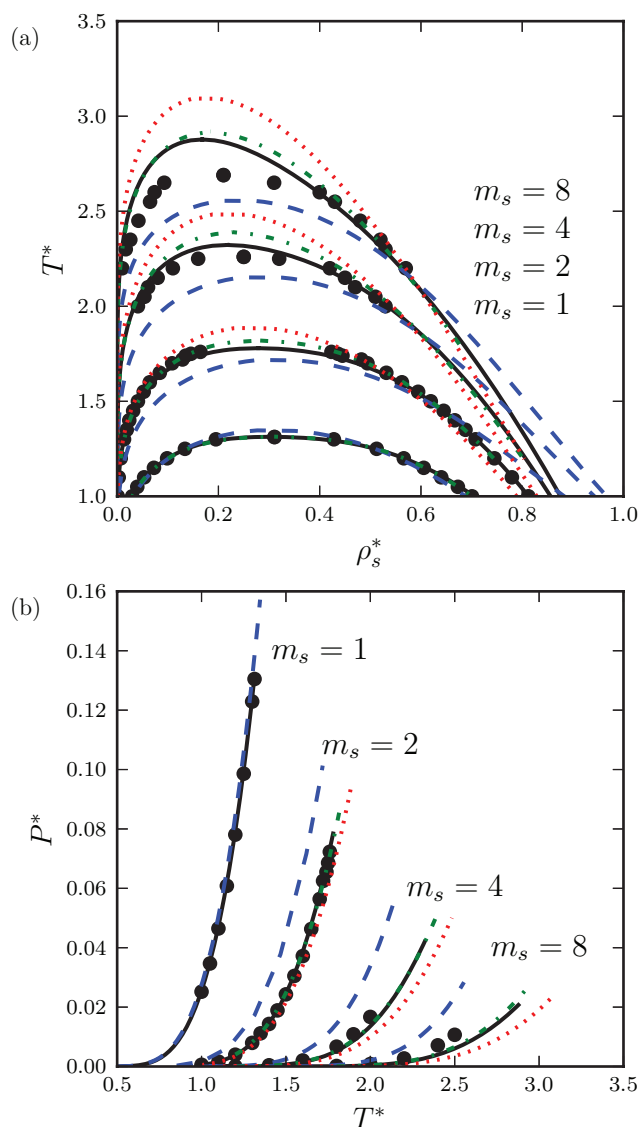 (a)
3.5
3.0
2.5
2.0
1.5
1.0
T*
m_s = 8
m_s = 4
m_s = 2
m_s = 1
0.0 0.2 0.4 0.6 0.8 1.0
ρ_s*
(b)
0.16
0.14
0.12
0.10
0.08
0.06
0.04
0.02
0.00
P*
m_s = 1
m_s = 2
m_s = 4
m_s = 8
0.5 1.0 1.5 2.0 2.5 3.0 3.5
T*